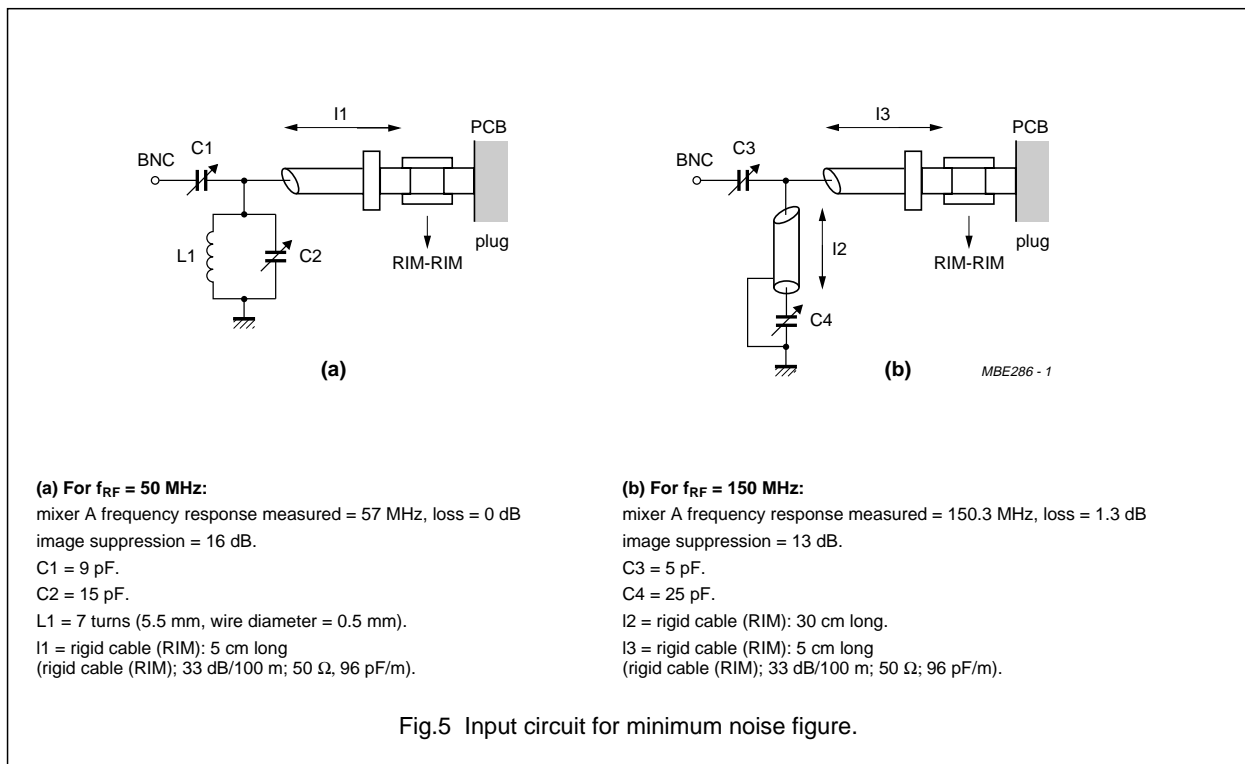 l1
PCB
C1
BNC
L1
C2
plug
RIM-RIM
(a)
l3
PCB
C3
BNC
l2
plug
RIM-RIM
C4
(b)
MBE286 - 1
(a) For fRF = 50 MHz:
mixer A frequency response measured = 57 MHz, loss = 0 dB
image suppression = 16 dB.
C1 = 9 pF.
C2 = 15 pF.
L1 = 7 turns (5.5 mm, wire diameter = 0.5 mm).
l1 = rigid cable (RIM): 5 cm long
(rigid cable (RIM); 33 dB/100 m; 50 Ω, 96 pF/m).
(b) For fRF = 150 MHz:
mixer A frequency response measured = 150.3 MHz, loss = 1.3 dB
image suppression = 13 dB.
C3 = 5 pF.
C4 = 25 pF.
l2 = rigid cable (RIM): 30 cm long.
l3 = rigid cable (RIM): 5 cm long
(rigid cable (RIM); 33 dB/100 m; 50 Ω; 96 pF/m).
Fig.5 Input circuit for minimum noise figure.